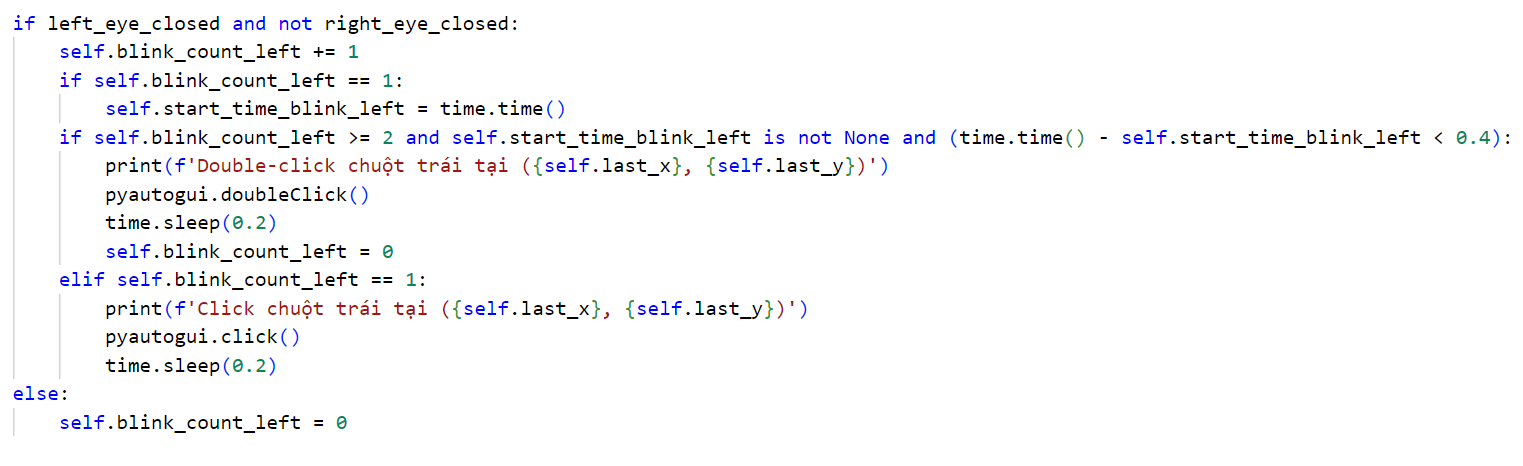 if left_eye_closed and not right_eye_closed:
    self.blink_count_left += 1
    if self.blink_count_left == 1:
        self.start_time_blink_left = time.time()
    if self.blink_count_left >= 2 and self.start_time_blink_left is not None and (time.time() - self.start_time_blink_left < 0.4):
        print(f'Double-click chuột trái tại ({self.last_x}, {self.last_y})')
        pyautogui.doubleClick()
        time.sleep(0.2)
        self.blink_count_left = 0
    elif self.blink_count_left == 1:
        print(f'Click chuột trái tại ({self.last_x}, {self.last_y})')
        pyautogui.click()
        time.sleep(0.2)
else:
    self.blink_count_left = 0